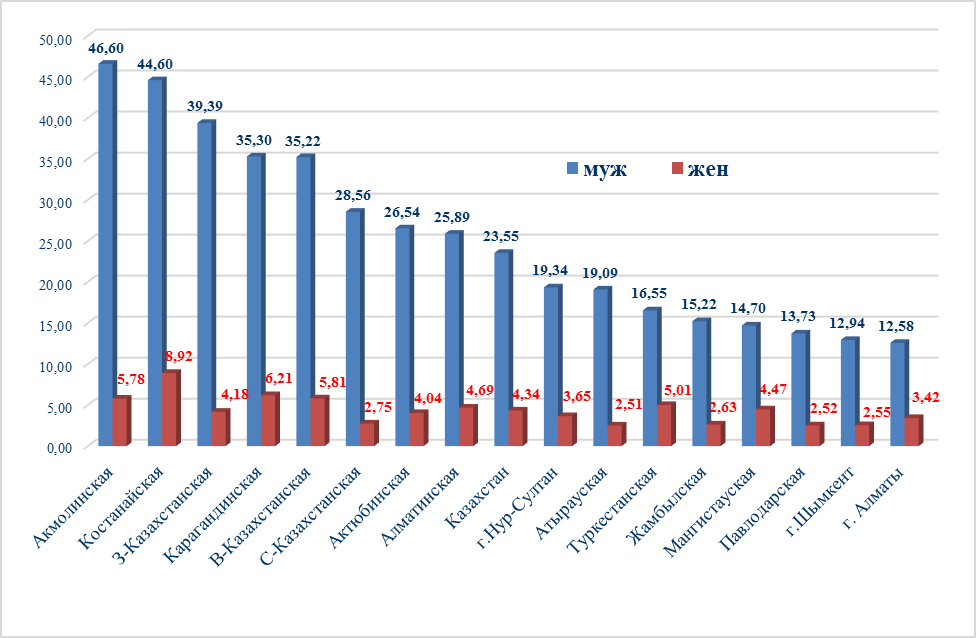 50,00
45,00
40,00
35,00
30,00
25,00
20,00
15,00
10,00
5,00
0,00
46,60
44,60
39,39
35,30
35,22
28,56
26,54
25,89
23,55
19,34
19,09
16,55
15,22
14,70
13,73
12,94
12,58
муж
жен
5,78
8,92
4,18
6,21
5,81
2,75
4,04
4,69
4,34
3,65
2,51
5,01
2,63
4,47
2,52
2,55
3,42
Акмолинская
Костанайская
З-Казахстанская
Карагандинская
В-Казахстанская
С-Казахстанская
Актюбинская
Алматинская
Казахстан
г.Нур-Султан
Атырауская
Туркестанская
Жамбылская
Мангистауская
Павлодарская
г.Шымкент
г. Алматы